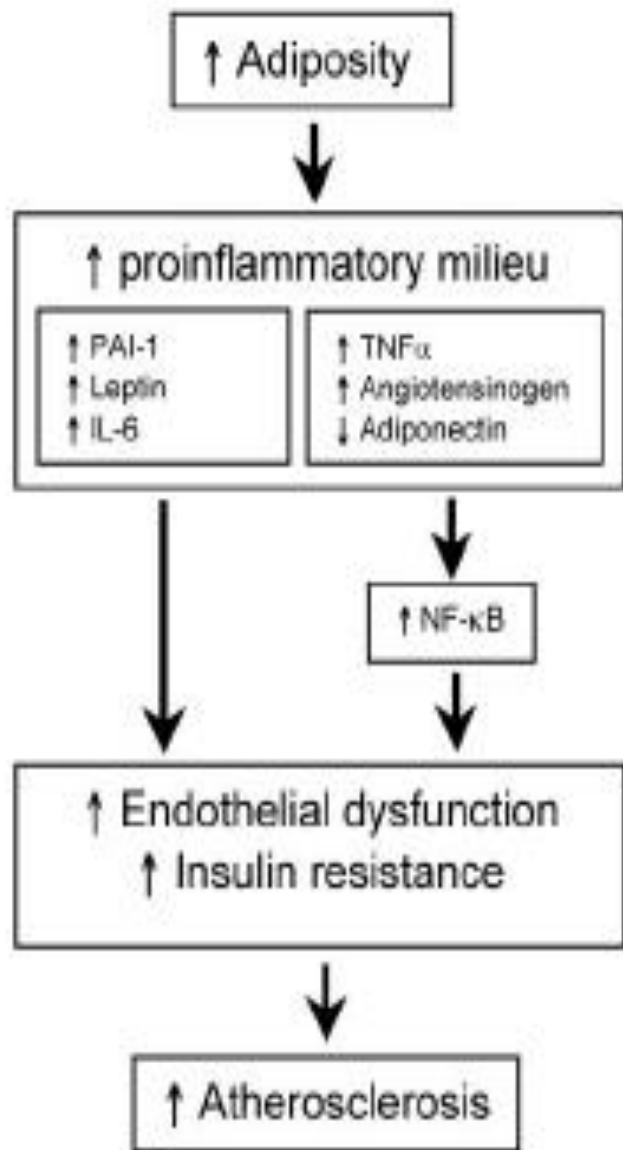 ↑ Adiposity
↑ proinflammatory milieu
↑ PAI-1
↑ Leptin
↑ IL-6
↑ TNFα
↑ Angiotensinogen
↓ Adiponectin
↑ NF-κB
↑ Endothelial dysfunction
↑ Insulin resistance
↑ Atherosclerosis